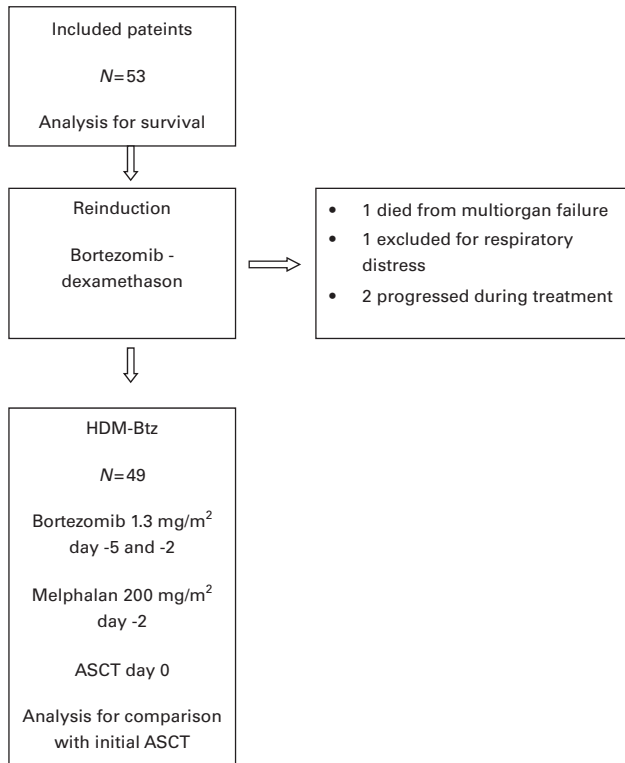 Included pateints
N=53
Analysis for survival
Reinduction
Bortezomib -
dexamethason
• 1 died from multiorgan failure
• 1 excluded for respiratory
distress
• 2 progressed during treatment
HDM-Btz
N=49
Bortezomib 1.3 mg/m²
day -5 and -2
Melphalan 200 mg/m²
day -2
ASCT day 0
Analysis for comparison
with initial ASCT